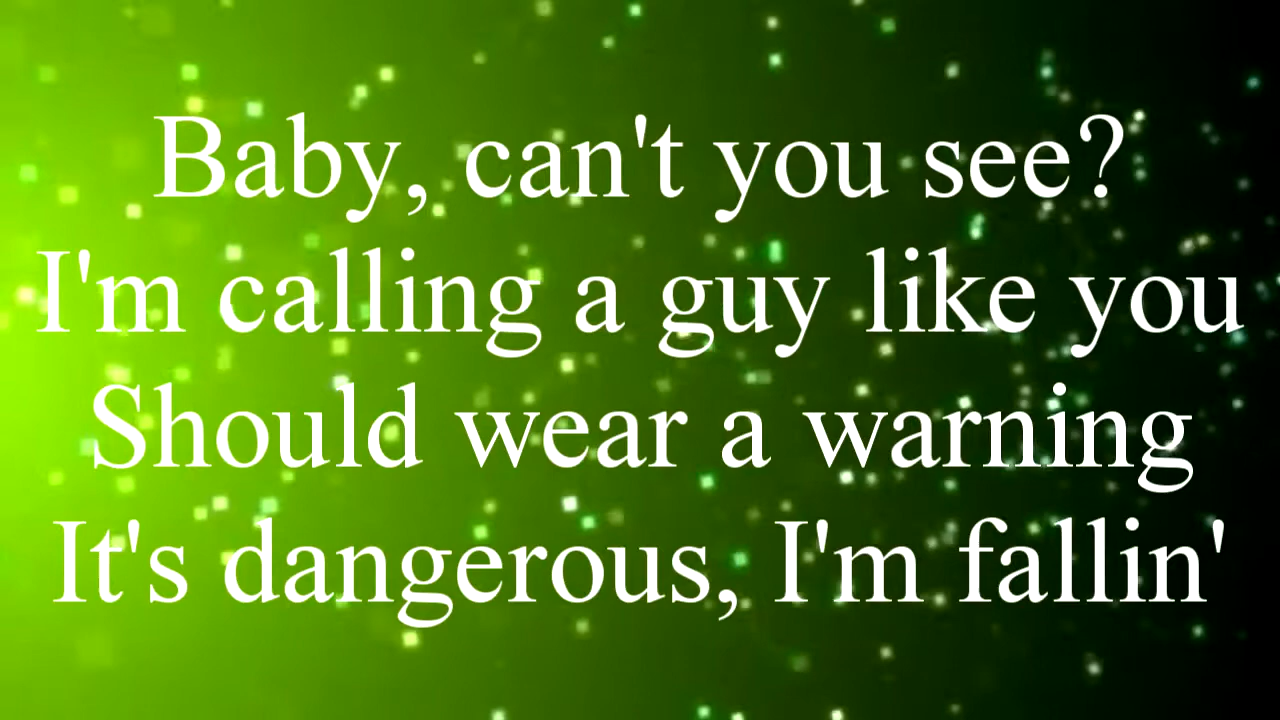 Baby, can't you see?
I'm calling a guy like you
Should wear a warning
It's dangerous, I'm fallin'